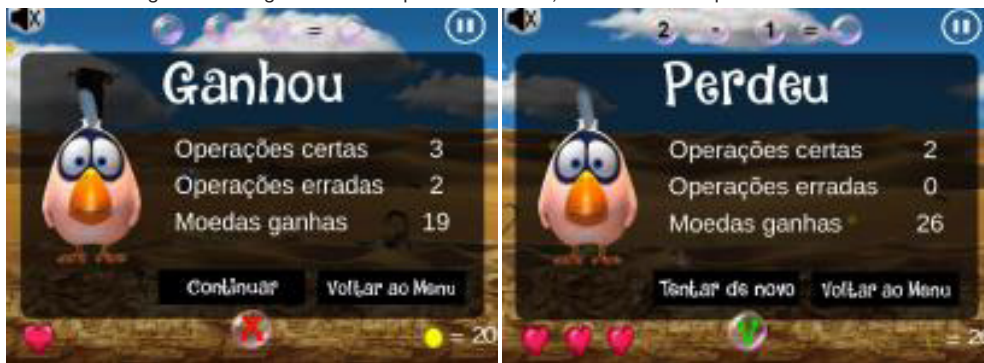 =
Ganhou
Operações certas 3
Operações erradas 2
Moedas ganhas 19
Continuar Voltar ao Menu
= 20
2 - 1 =
Perdeu
Operações certas 2
Operações erradas 0
Moedas ganhas 26
Tentar de novo Voltar ao Menu